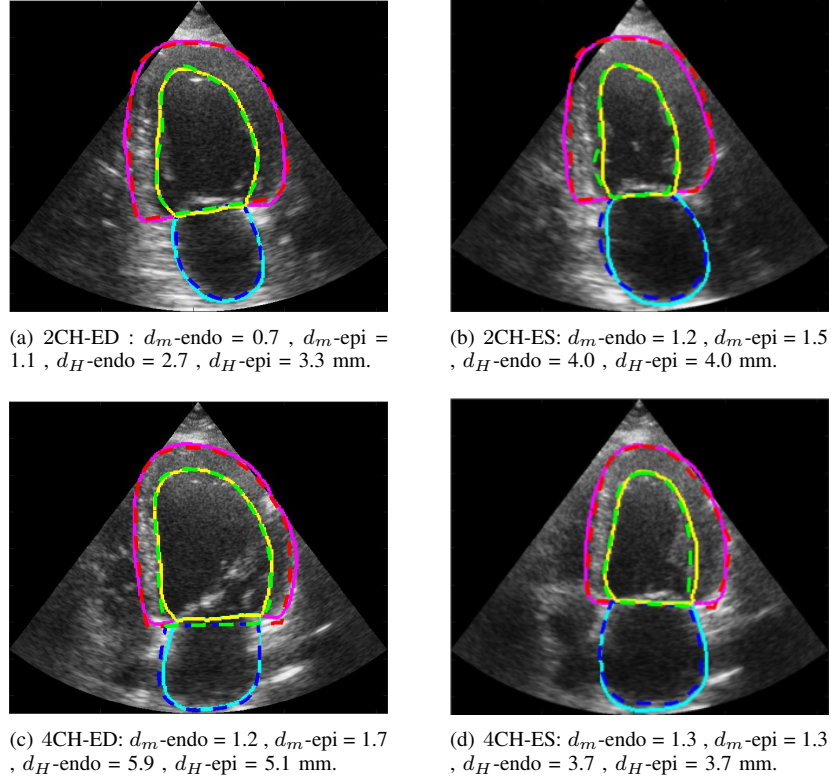 (a) 2CH-ED : d_m-endo = 0.7 , d_m-epi =
1.1 , d_H-endo = 2.7 , d_H-epi = 3.3 mm.
(b) 2CH-ES: d_m-endo = 1.2 , d_m-epi = 1.5
, d_H-endo = 4.0 , d_H-epi = 4.0 mm.
(c) 4CH-ED: d_m-endo = 1.2 , d_m-epi = 1.7
, d_H-endo = 5.9 , d_H-epi = 5.1 mm.
(d) 4CH-ES: d_m-endo = 1.3 , d_m-epi = 1.3
, d_H-endo = 3.7 , d_H-epi = 3.7 mm.